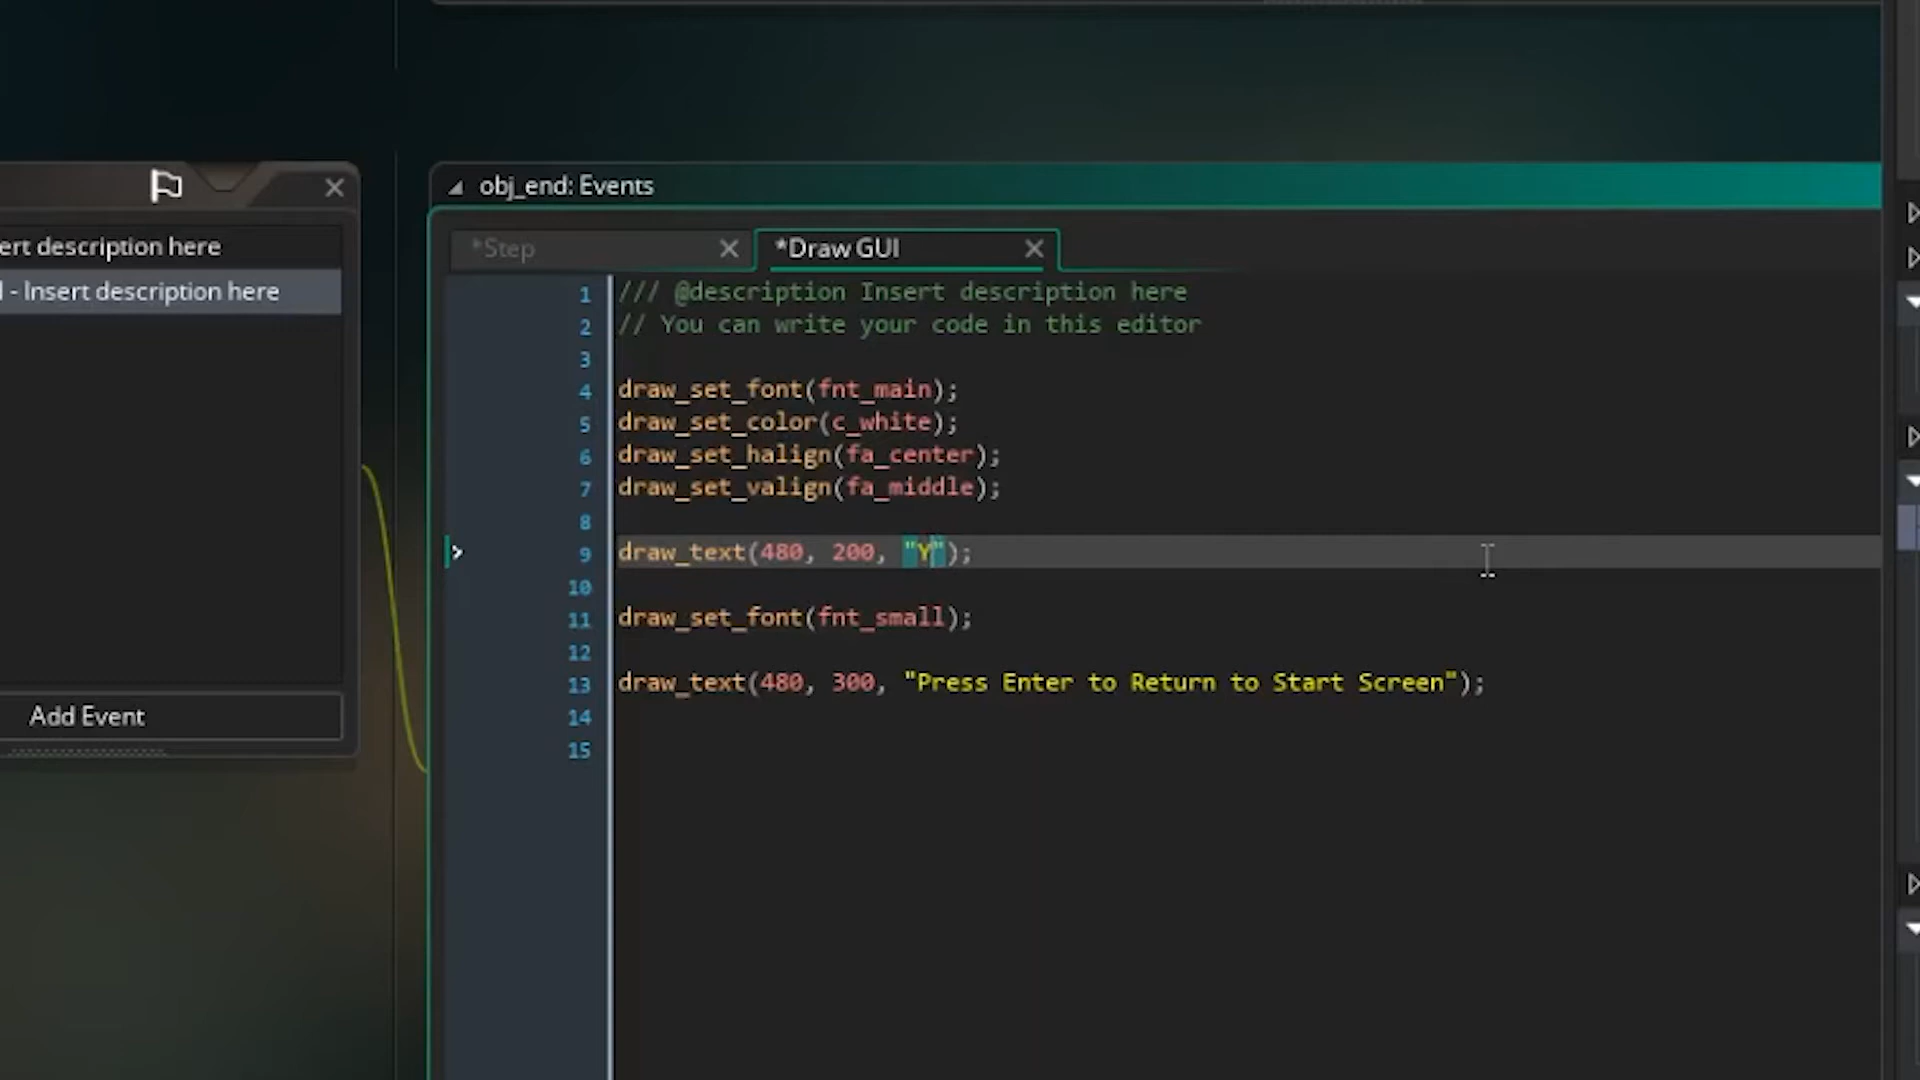 obj_end: Events
ert description here
*Step
*Draw GUI
- Insert description here
1 /// @description Insert description here
2 // You can write your code in this editor
3
4 draw_set_font(fnt_main);
5 draw_set_color(c_white);
6 draw_set_halign(fa_center);
7 draw_set_valign(fa_middle);
8
9 draw_text(480, 200, "Y");
10
11 draw_set_font(fnt_small);
12
13 draw_text(480, 300, "Press Enter to Return to Start Screen");
14
15
Add Event